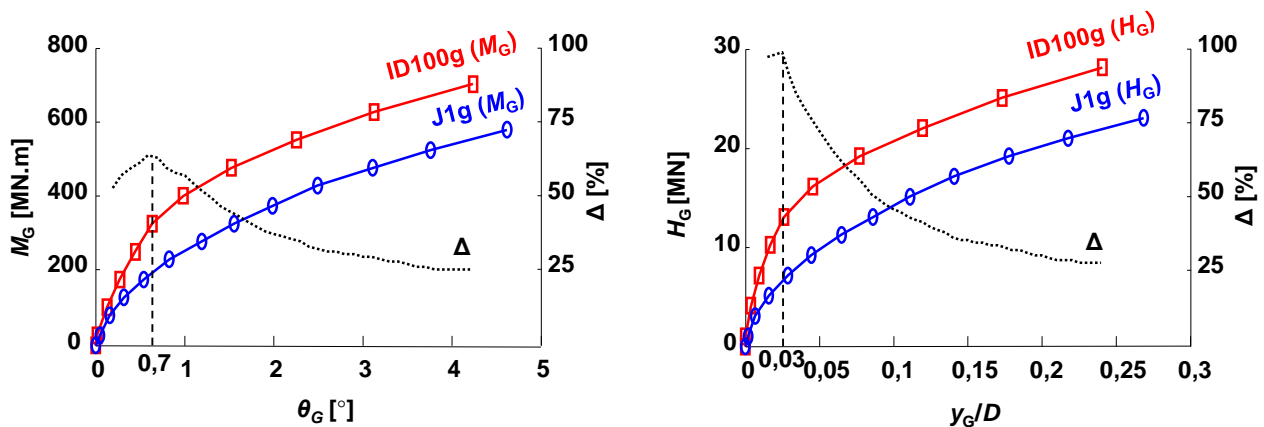 800
600
400
200
0
M_G [MN.m]
ID100g (M_G)
J1g (M_G)
Δ
100
75
50
25
Δ [%]
0
0,7
1
2
3
4
5
θ_G [°]
30
20
10
0
H_G [MN]
ID100g (H_G)
J1g (H_G)
Δ
100
75
50
25
Δ [%]
0
0,03
0,05
0,1
0,15
0,2
0,25
0,3
y_G/D